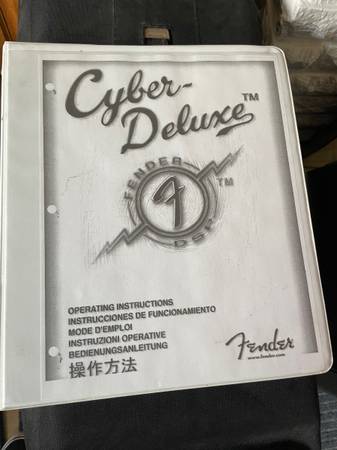 Cyber-
Deluxe™
FENDER
DSP
™
OPERATING INSTRUCTIONS
INSTRUCCIONES DE FUNCIONAMIENTO
MODE D'EMPLOI
INSTRUZIONI OPERATIVE
BEDIENUNGSANLEITUNG
操作方法
Fender
www.fender.com